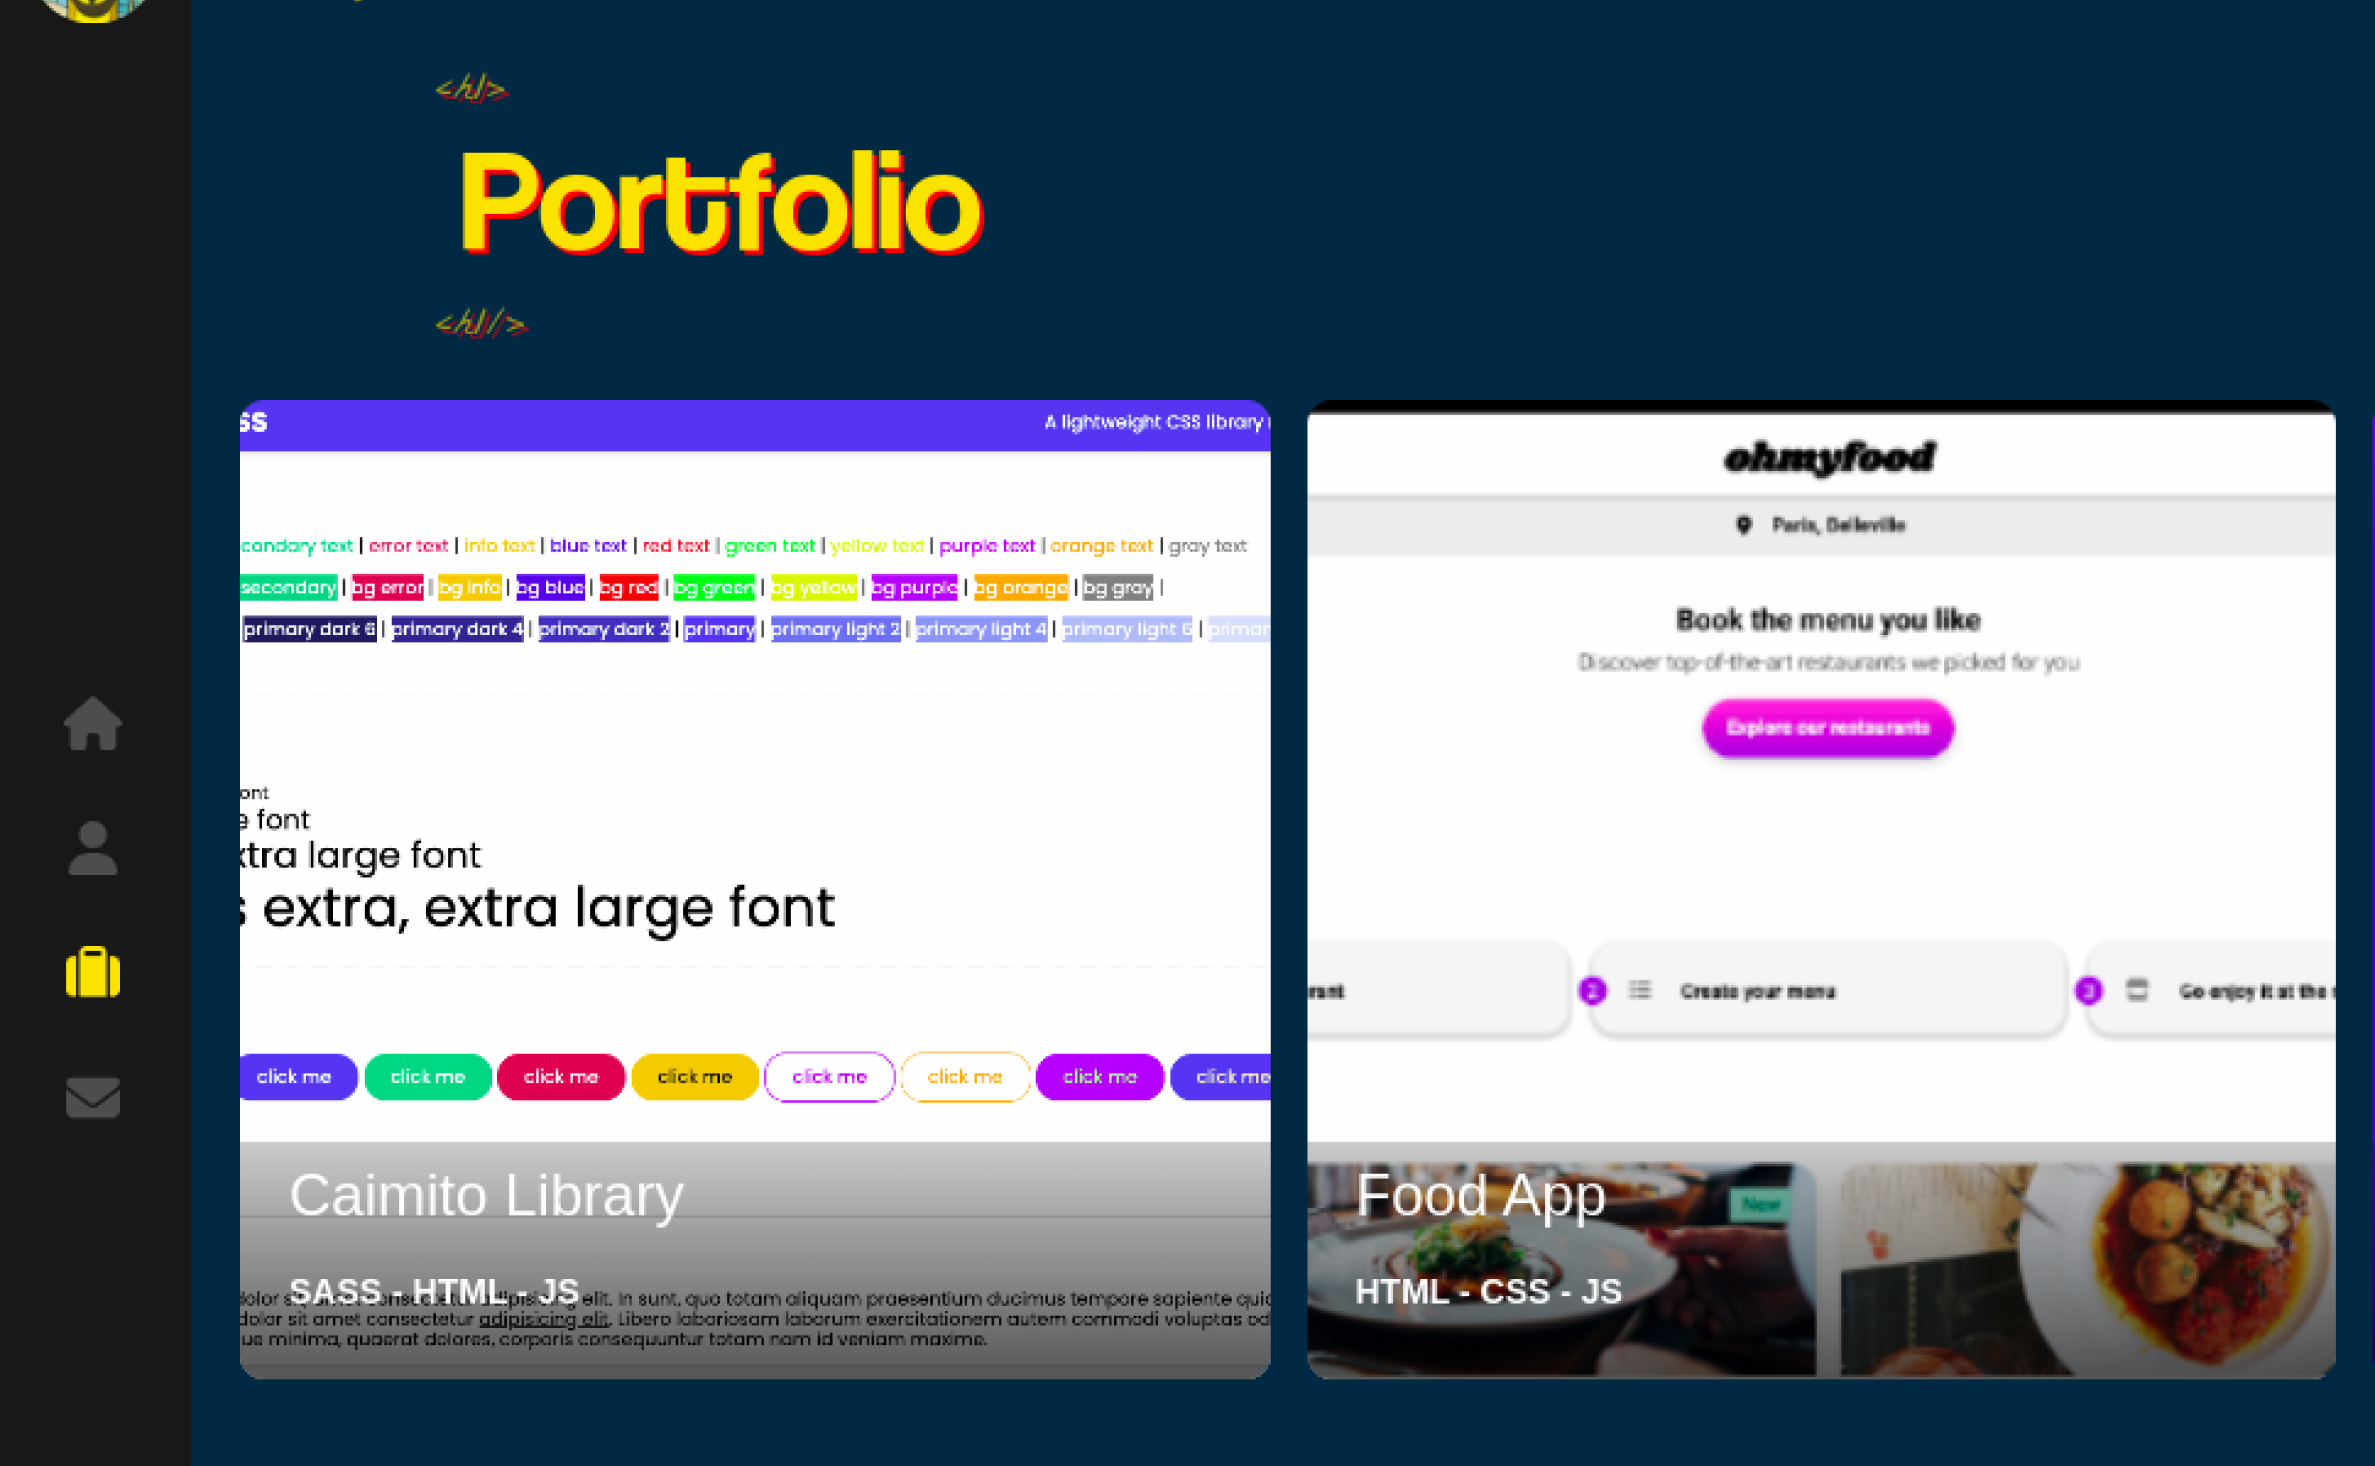 <h1>
Portfolio
<h1/>
ss
A lightweight CSS library
condary text | error text | info text | blue text | red text | green text | yellow text | purple text | orange text | gray text
secondary | bg error | bg info | bg blue | bg red | bg green | bg yellow | bg purple | bg orange | bg gray |
primary dark 6 | primary dark 4 | primary dark 2 | primary | primary light 2 | primary light 4 | primary light 6 | primar
ont
e font
xtra large font
s extra, extra large font
click me click me click me click me click me click me click me click me
Caimito Library
SASS - HTML - JS
dolor elit. In sunt, quo totam aliquam praesentium ducimus tempore sapiente quic
dolor sit amet consectetur adipisicing elit. Libero laboriosam laborum exercitationem autem commodi voluptas od
ue minima, quaerat dolores, corporis consequuntur totam nam id veniam maxime.
ohmyfood
Paris, Belleville
Book the menu you like
Discover top-of-the-art restaurants we picked for you
Explore our restaurants
rant
2 Create your menu
3 Go enjoy it at the
New
Food App
HTML - CSS - JS